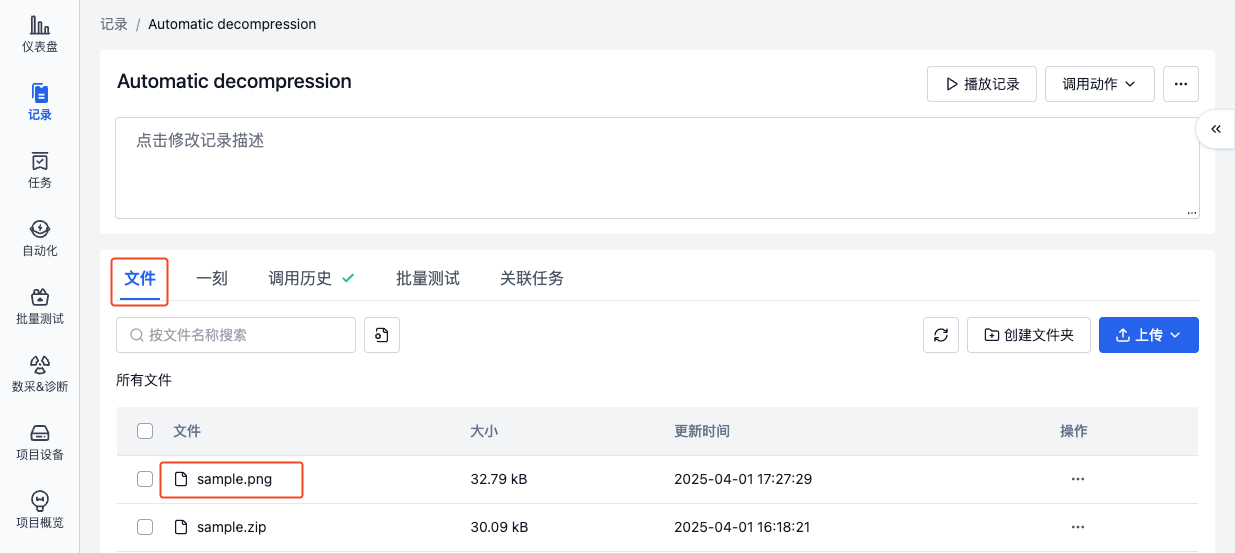 仪表盘
记录
任务
自动化
批量测试
数采&诊断
项目设备
项目概览
记录 / Automatic decompression
Automatic decompression
播放记录 调用动作
点击修改记录描述
文件 一刻 调用历史 批量测试 关联任务
按文件名称搜索 创建文件夹 上传
所有文件
文件 大小 更新时间 操作
sample.png 32.79 kB 2025-04-01 17:27:29
sample.zip 30.09 kB 2025-04-01 16:18:21